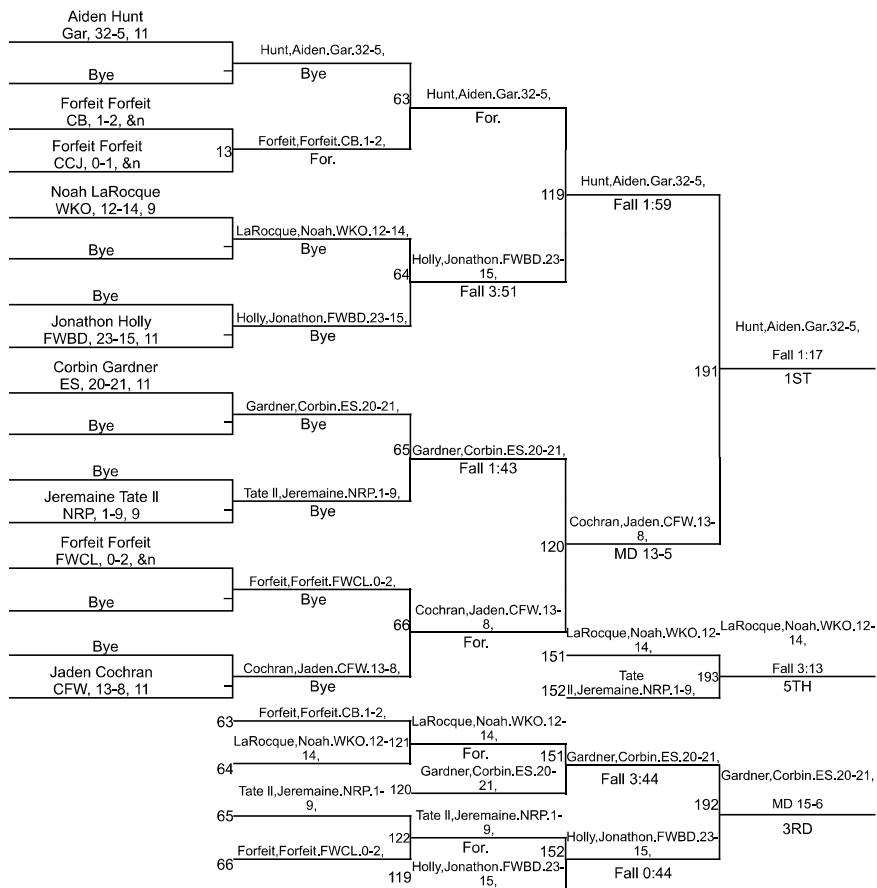 Aiden Hunt
Gar, 32-5, 11
Bye
Forfeit Forfeit
CB, 1-2, &n
Forfeit Forfeit
CCJ, 0-1, &n
Noah LaRocque
WKO, 12-14, 9
Bye
Bye
Jonathon Holly
FWBD, 23-15, 11
Corbin Gardner
ES, 20-21, 11
Bye
Bye
Jeremaine Tate II
NRP, 1-9, 9
Forfeit Forfeit
FWCL, 0-2, &n
Bye
Bye
Jaden Cochran
CFW, 13-8, 11
Hunt,Aiden.Gar.32-5,
Bye
13
Forfeit,Forfeit.CB.1-2,
For.
LaRocque,Noah.WKO.12-14,
Bye
Holly,Jonathon.FWBD.23-15,
Bye
Gardner,Corbin.ES.20-21,
Bye
Tate II,Jeremaine.NRP.1-9,
Bye
Forfeit,Forfeit.FWCL.0-2,
Bye
Cochran,Jaden.CFW.13-8,
Bye
63
Hunt,Aiden.Gar.32-5,
For.
64
Holly,Jonathon.FWBD.23-
15,
Fall 3:51
65
Gardner,Corbin.ES.20-21,
Fall 1:43
66
Cochran,Jaden.CFW.13-
8,
For.
119
Hunt,Aiden.Gar.32-5,
Fall 1:59
120
Cochran,Jaden.CFW.13-
8,
MD 13-5
191
Hunt,Aiden.Gar.32-5,
Fall 1:17
1ST
151
LaRocque,Noah.WKO.12-
14,
152
Tate
II,Jeremaine.NRP.1-9,
193
LaRocque,Noah.WKO.12-
14,
Fall 3:13
5TH
63
Forfeit,Forfeit.CB.1-2,
64
LaRocque,Noah.WKO.12-
14,
65
Tate II,Jeremaine.NRP.1-
9,
66
Forfeit,Forfeit.FWCL.0-2,
121
LaRocque,Noah.WKO.12-
14,
For.
120
Gardner,Corbin.ES.20-
21,
122
Tate II,Jeremaine.NRP.1-
9,
For.
119
Holly,Jonathon.FWBD.23-
15,
151
Gardner,Corbin.ES.20-21,
Fall 3:44
152
Holly,Jonathon.FWBD.23-
15,
Fall 0:44
192
Gardner,Corbin.ES.20-21,
MD 15-6
3RD